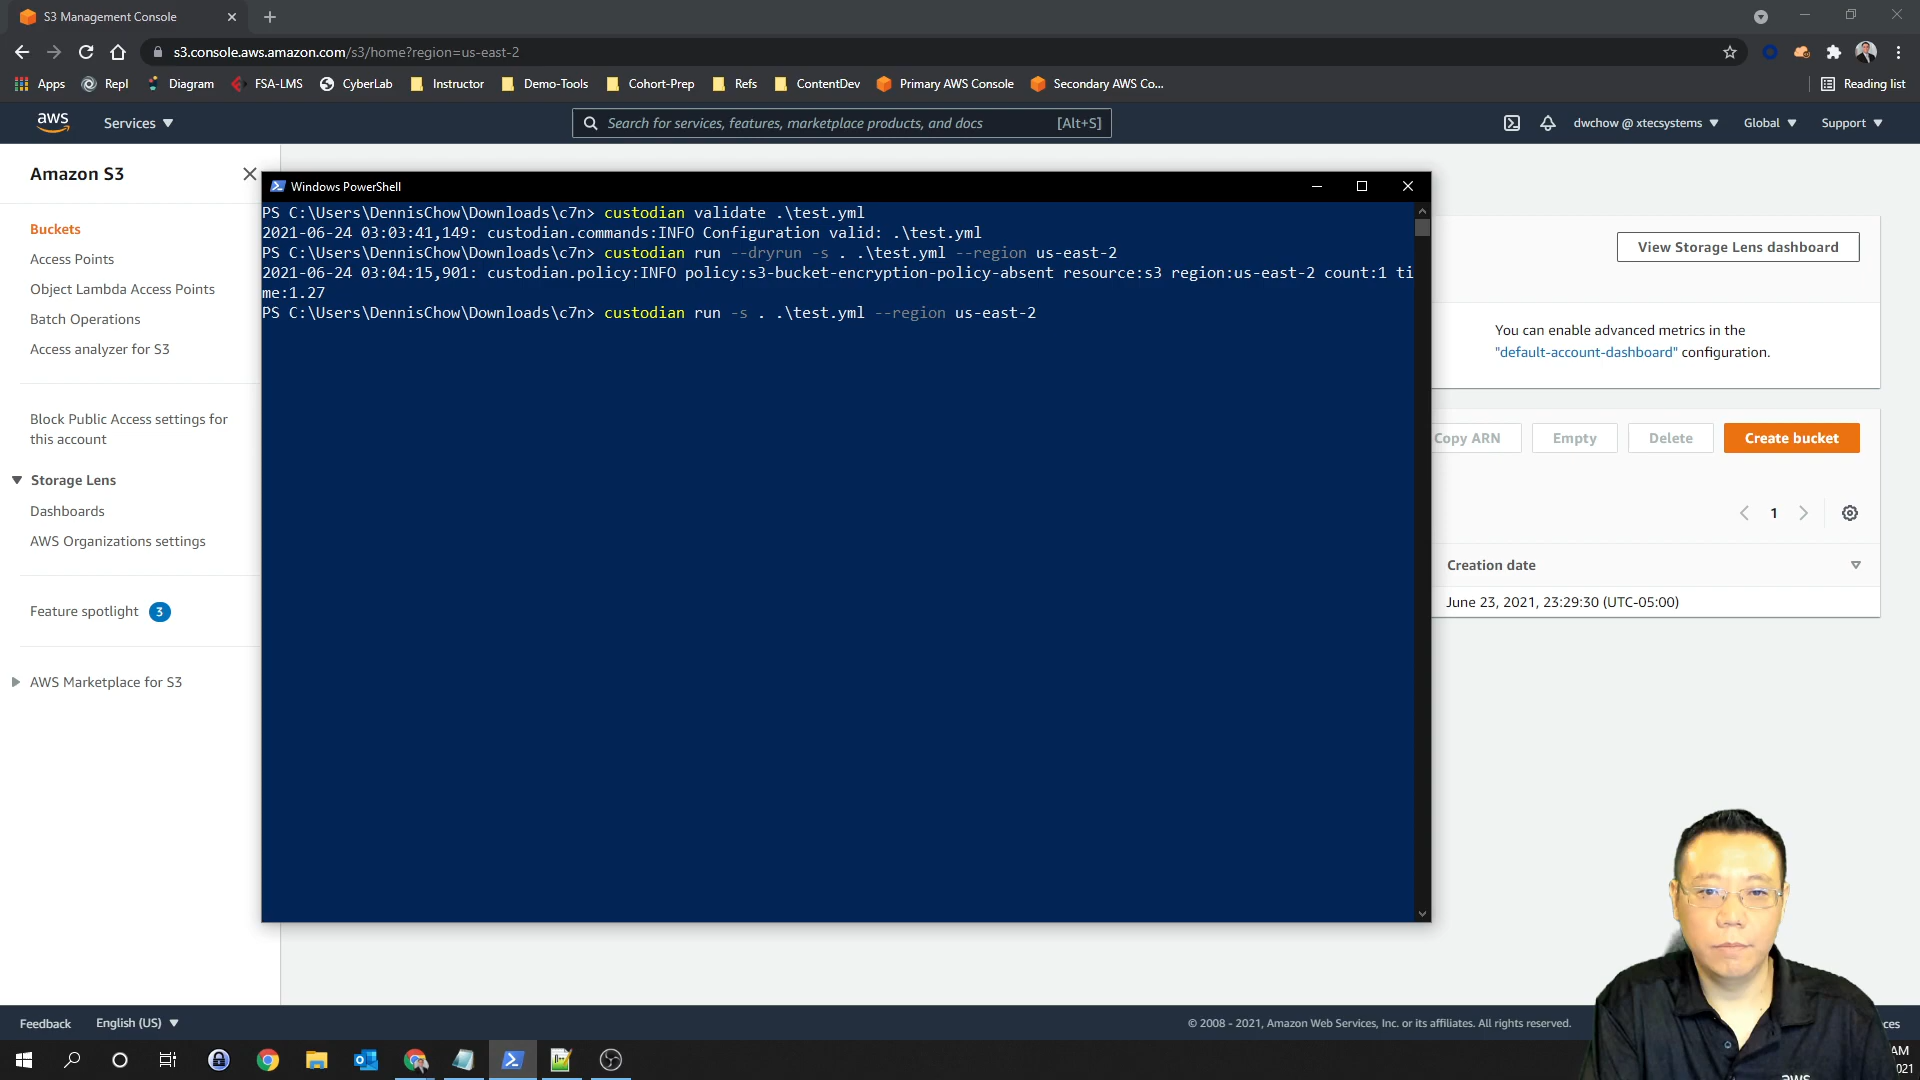 S3 Management Console
s3.console.aws.amazon.com/s3/home?region=us-east-2
Apps Repl Diagram FSA-LMS CyberLab Instructor Demo-Tools Cohort-Prep Refs ContentDev Primary AWS Console Secondary AWS Co... Reading list
aws Services Search for services, features, marketplace products, and docs [Alt+S] dwchow @ xtecsystems Global Support
Amazon S3
Buckets
Access Points
Object Lambda Access Points
Batch Operations
Access analyzer for S3
Block Public Access settings for
this account
Storage Lens
Dashboards
AWS Organizations settings
Feature spotlight 3
AWS Marketplace for S3
Windows PowerShell
PS C:\Users\DennisChow\Downloads\c7n> custodian validate .\test.yml
2021-06-24 03:03:41,149: custodian.commands:INFO Configuration valid: .\test.yml
PS C:\Users\DennisChow\Downloads\c7n> custodian run --dryrun -s . .\test.yml --region us-east-2
2021-06-24 03:04:15,901: custodian.policy:INFO policy:s3-bucket-encryption-policy-absent resource:s3 region:us-east-2 count:1 ti
me:1.27
PS C:\Users\DennisChow\Downloads\c7n> custodian run -s . .\test.yml --region us-east-2
View Storage Lens dashboard
You can enable advanced metrics in the
"default-account-dashboard" configuration.
Copy ARN Empty Delete Create bucket
1
Creation date
June 23, 2021, 23:29:30 (UTC-05:00)
Feedback English (US) © 2008 - 2021, Amazon Web Services, Inc. or its affiliates. All rights reserved. ces
AM
021
aws